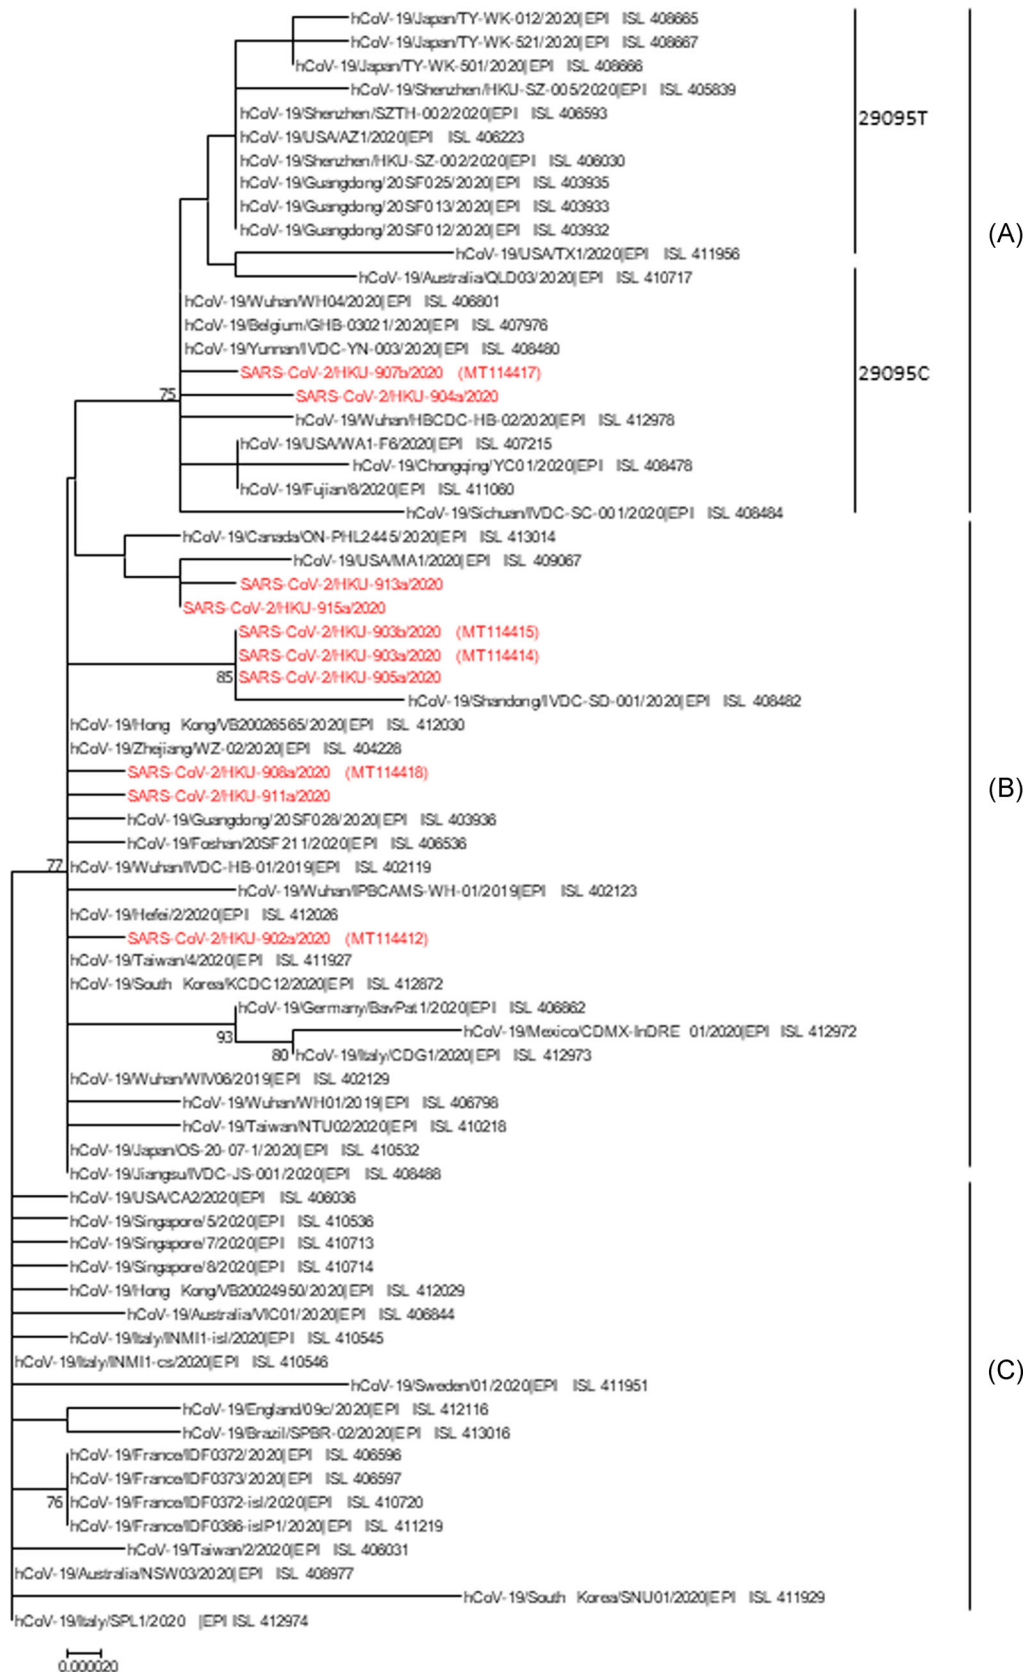 hCoV-19/Japan/TY-WK-012/2020|EPI ISL 408665
hCoV-19/Japan/TY-WK-521/2020|EPI ISL 408667
hCoV-19/Japan/TY-WK-501/2020|EPI ISL 408666
hCoV-19/Shenzhen/HKU-SZ-005/2020|EPI ISL 405839
hCoV-19/Shenzhen/SZTH-002/2020|EPI ISL 406593
29095T
hCoV-19/USA/AZ1/2020|EPI ISL 406223
hCoV-19/Shenzhen/HKU-SZ-002/2020|EPI ISL 406030
hCoV-19/Guangdong/20SF025/2020|EPI ISL 403935
hCoV-19/Guangdong/20SF013/2020|EPI ISL 403933
hCoV-19/Guangdong/20SF012/2020|EPI ISL 403932
(A)
hCoV-19/USA/TX1/2020|EPI ISL 411956
hCoV-19/Australia/QLD03/2020|EPI ISL 410717
hCoV-19/Wuhan/WH04/2020|EPI ISL 406801
hCoV-19/Belgium/GHB-03021/2020|EPI ISL 407976
hCoV-19/Yunnan/IVDC-YN-003/2020|EPI ISL 408480
SARS-CoV-2/HKU-907b/2020 (MT114417)
29095C
75
SARS-CoV-2/HKU-904a/2020
hCoV-19/Wuhan/HBCDC-HB-02/2020|EPI ISL 412978
hCoV-19/USA/WA1-F6/2020|EPI ISL 407215
hCoV-19/Chongqing/YC01/2020|EPI ISL 408478
hCoV-19/Fujian/8/2020|EPI ISL 411060
hCoV-19/Sichuan/IVDC-SC-001/2020|EPI ISL 408484
hCoV-19/Canada/ON-PHL2445/2020|EPI ISL 413014
hCoV-19/USA/MA1/2020|EPI ISL 409067
SARS-CoV-2/HKU-913a/2020
SARS-CoV-2/HKU-915a/2020
SARS-CoV-2/HKU-903b/2020 (MT114415)
SARS-CoV-2/HKU-903a/2020 (MT114414)
85
SARS-CoV-2/HKU-905a/2020
hCoV-19/Shandong/IVDC-SD-001/2020|EPI ISL 408482
hCoV-19/Hong Kong/VB20026565/2020|EPI ISL 412030
hCoV-19/Zhejiang/WZ-02/2020|EPI ISL 404228
SARS-CoV-2/HKU-908a/2020 (MT114418)
(B)
SARS-CoV-2/HKU-911a/2020
hCoV-19/Guangdong/20SF028/2020|EPI ISL 403936
hCoV-19/Foshan/20SF211/2020|EPI ISL 406536
77
hCoV-19/Wuhan/IVDC-HB-01/2019|EPI ISL 402119
hCoV-19/Wuhan/IPBCAMS-WH-01/2019|EPI ISL 402123
hCoV-19/Hefei/2/2020|EPI ISL 412026
SARS-CoV-2/HKU-902a/2020 (MT114412)
hCoV-19/Taiwan/4/2020|EPI ISL 411927
hCoV-19/South Korea/KCDC12/2020|EPI ISL 412872
hCoV-19/Germany/BavPat1/2020|EPI ISL 406862
93
hCoV-19/Mexico/CDMX-InDRE 01/2020|EPI ISL 412972
80
hCoV-19/Italy/CDG1/2020|EPI ISL 412973
hCoV-19/Wuhan/WIV06/2019|EPI ISL 402129
hCoV-19/Wuhan/WH01/2019|EPI ISL 406798
hCoV-19/Taiwan/NTU02/2020|EPI ISL 410218
hCoV-19/Japan/OS-20-07-1/2020|EPI ISL 410532
hCoV-19/Jiangsu/IVDC-JS-001/2020|EPI ISL 408488
hCoV-19/USA/CA2/2020|EPI ISL 406036
hCoV-19/Singapore/5/2020|EPI ISL 410536
hCoV-19/Singapore/7/2020|EPI ISL 410713
hCoV-19/Singapore/8/2020|EPI ISL 410714
hCoV-19/Hong Kong/VB20024950/2020|EPI ISL 412029
hCoV-19/Australia/VIC01/2020|EPI ISL 406844
hCoV-19/Italy/INMI1-isl/2020|EPI ISL 410545
hCoV-19/Italy/INMI1-cs/2020|EPI ISL 410546
(C)
hCoV-19/Sweden/01/2020|EPI ISL 411951
hCoV-19/England/09c/2020|EPI ISL 412116
hCoV-19/Brazil/SPBR-02/2020|EPI ISL 413016
hCoV-19/France/IDF0372/2020|EPI ISL 406596
hCoV-19/France/IDF0373/2020|EPI ISL 406597
76
hCoV-19/France/IDF0372-isl/2020|EPI ISL 410720
hCoV-19/France/IDF0386-islP1/2020|EPI ISL 411219
hCoV-19/Taiwan/2/2020|EPI ISL 406031
hCoV-19/Australia/NSW03/2020|EPI ISL 408977
hCoV-19/South Korea/SNU01/2020|EPI ISL 411929
hCoV-19/Italy/SPL1/2020 |EPI ISL 412974
0.000020